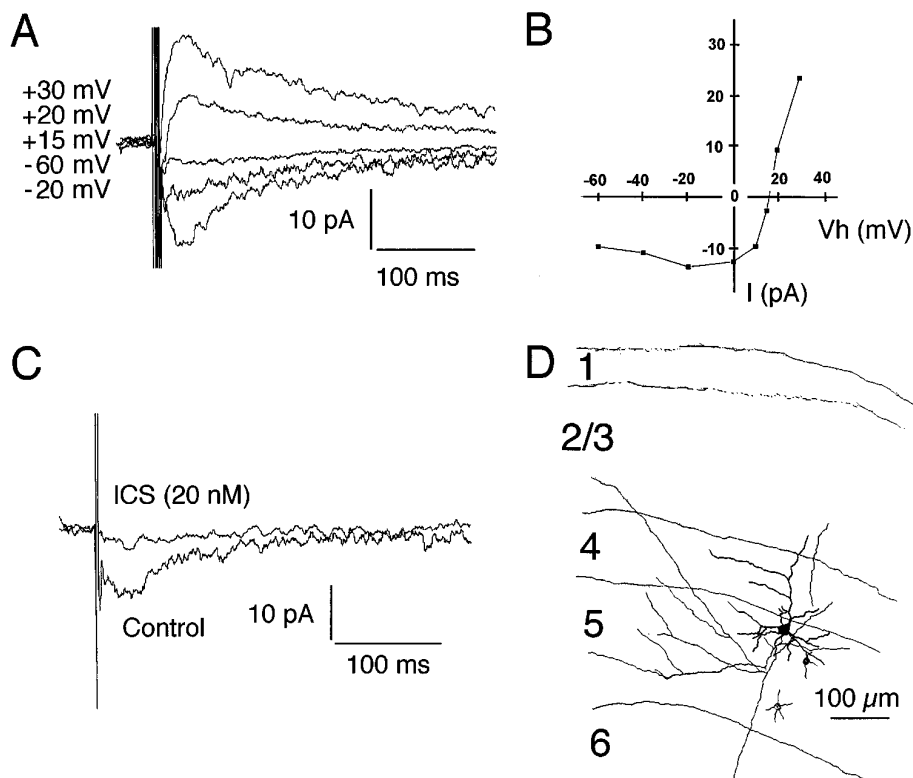 A
+30 mV
+20 mV
+15 mV
-60 mV
-20 mV
10 pA
100 ms
B
30
20
10
-60 -40 -20 0 20 40
-10
Vh (mV)
I (pA)
C
ICS (20 nM)
Control
10 pA
100 ms
D
1
2/3
4
5
6
100 µm